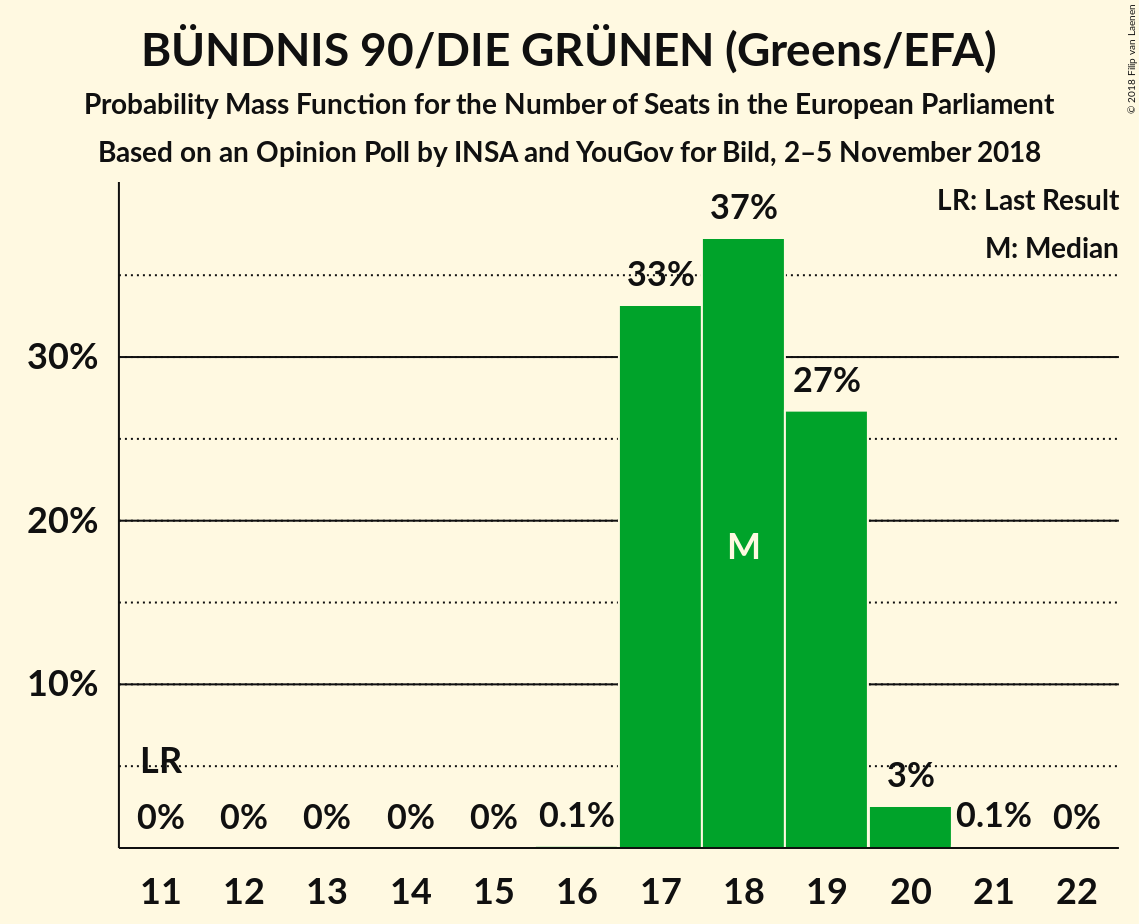 BÜNDNIS 90/DIE GRÜNEN (Greens/EFA)
Probability Mass Function for the Number of Seats in the European Parliament
Based on an Opinion Poll by INSA and YouGov for Bild, 2–5 November 2018
© 2018 Filip van Laenen
LR: Last Result
M: Median
37%
33%
30%
27%
20%
M
10%
LR
3%
0% 0% 0% 0% 0% 0.1% 0.1% 0%
11 12 13 14 15 16 17 18 19 20 21 22